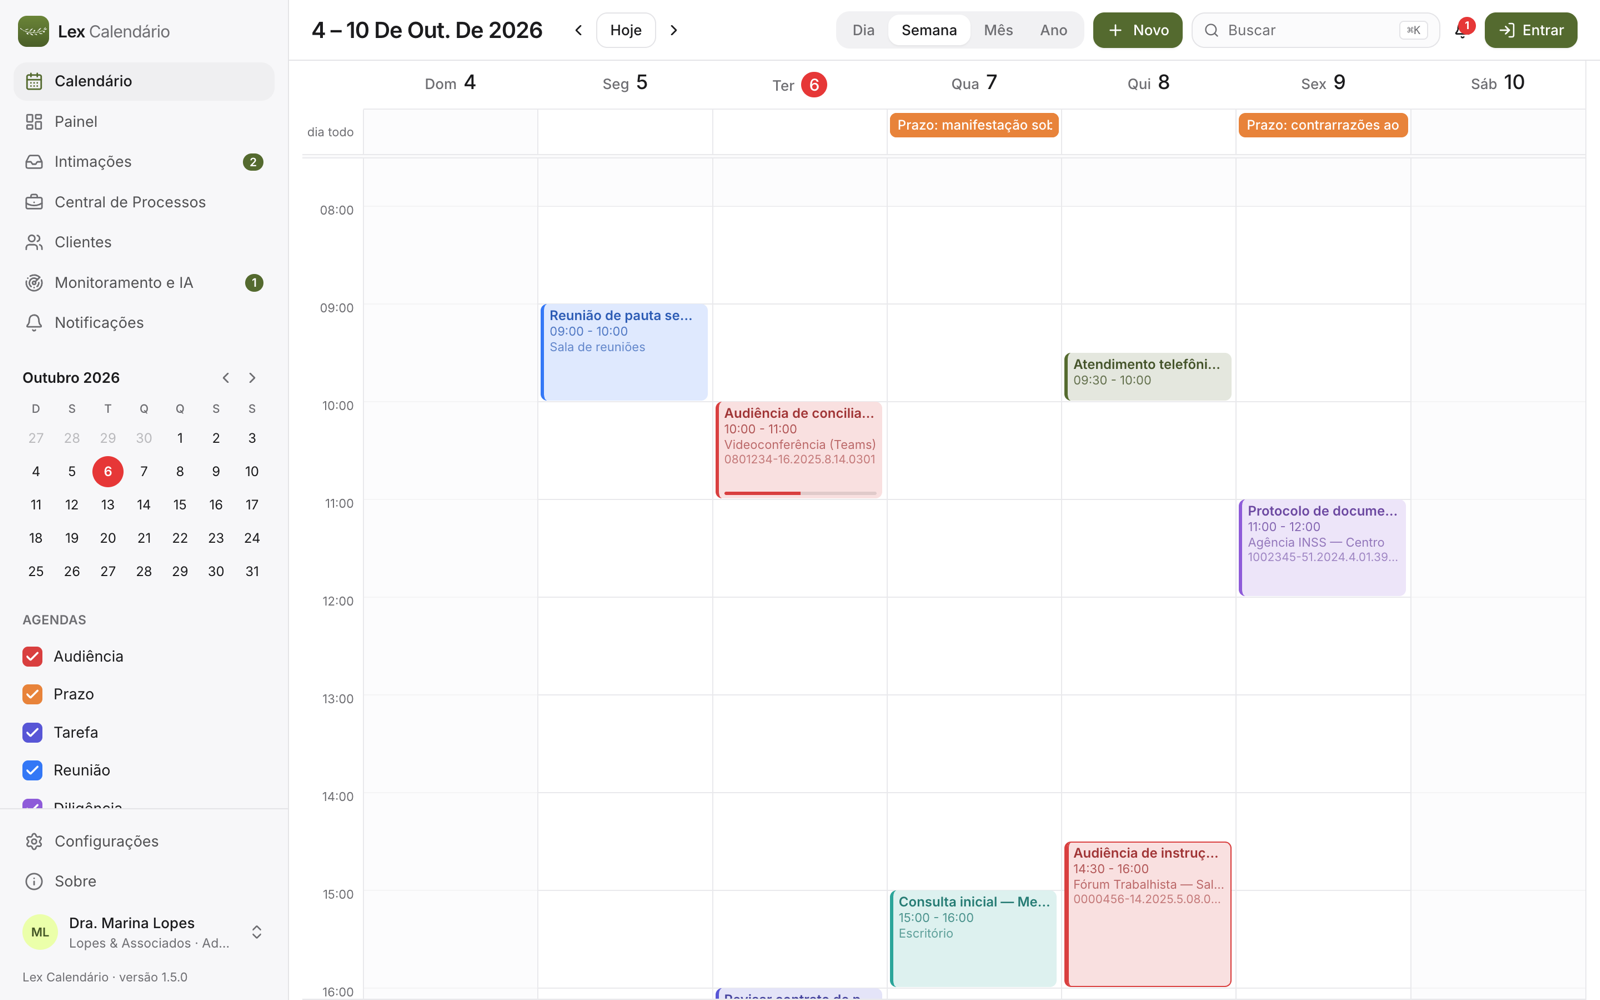 Lex Calendário
Calendário
Painel
Intimações 2
Central de Processos
Clientes
Monitoramento e IA 1
Notificações
Outubro 2026
D S T Q Q S S
27 28 29 30 1 2 3
4 5 6 7 8 9 10
11 12 13 14 15 16 17
18 19 20 21 22 23 24
25 26 27 28 29 30 31
AGENDAS
Audiência
Prazo
Tarefa
Reunião
Diligência
Configurações
Sobre
ML
Dra. Marina Lopes
Lopes & Associados · Ad...
Lex Calendário · versão 1.5.0
4 – 10 De Out. De 2026
Hoje
Dia Semana Mês Ano
Novo
Buscar ⌘K
1
Entrar
Dom 4 Seg 5 Ter 6 Qua 7 Qui 8 Sex 9 Sáb 10
dia todo
Prazo: manifestação sob
Prazo: contrarrazões ao
08:00
09:00
10:00
11:00
12:00
13:00
14:00
15:00
16:00
Reunião de pauta se...
09:00 - 10:00
Sala de reuniões
Audiência de concilia...
10:00 - 11:00
Videoconferência (Teams)
0801234-16.2025.8.14.0301
Consulta inicial — Me...
15:00 - 16:00
Escritório
Atendimento telefôni...
09:30 - 10:00
Audiência de instruç...
14:30 - 16:00
Fórum Trabalhista — Sal...
0000456-14.2025.5.08.0...
Protocolo de docume...
11:00 - 12:00
Agência INSS — Centro
1002345-51.2024.4.01.39...